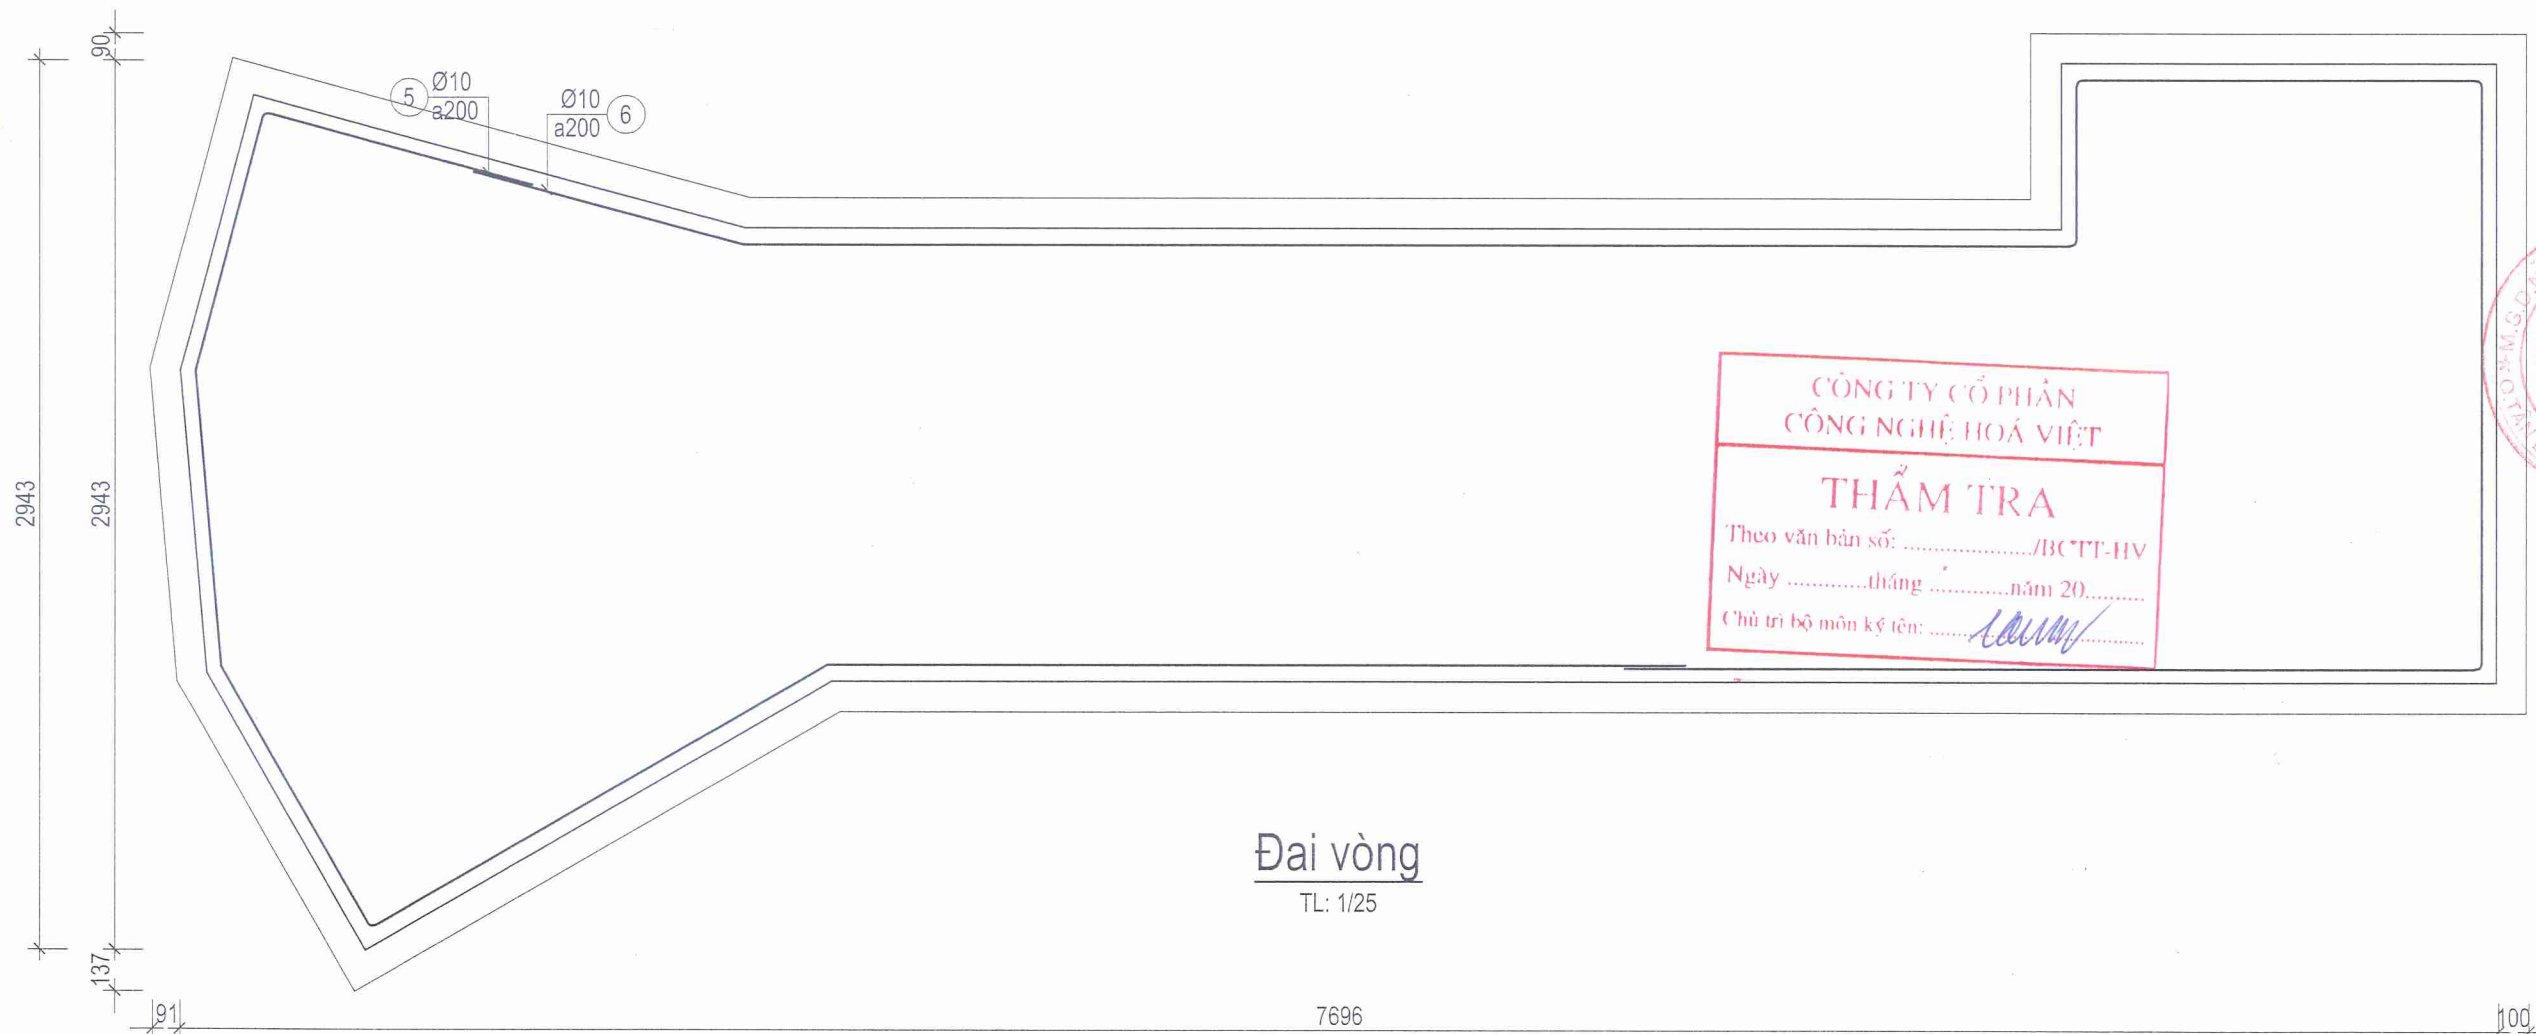 90
5 Ø10
a200
Ø10 6
a200
2943
2943
CÔNG TY CỔ PHẦN
CÔNG NGHỆ HOÁ VIỆT
THẨM TRA
Theo văn bản số: ...................../BCTT-HV
Ngày .............tháng .............năm 20..........
Chủ trì bộ môn ký tên: ..................................
Đai vòng
TL: 1/25
137
91
7696
100
M.S.D.N